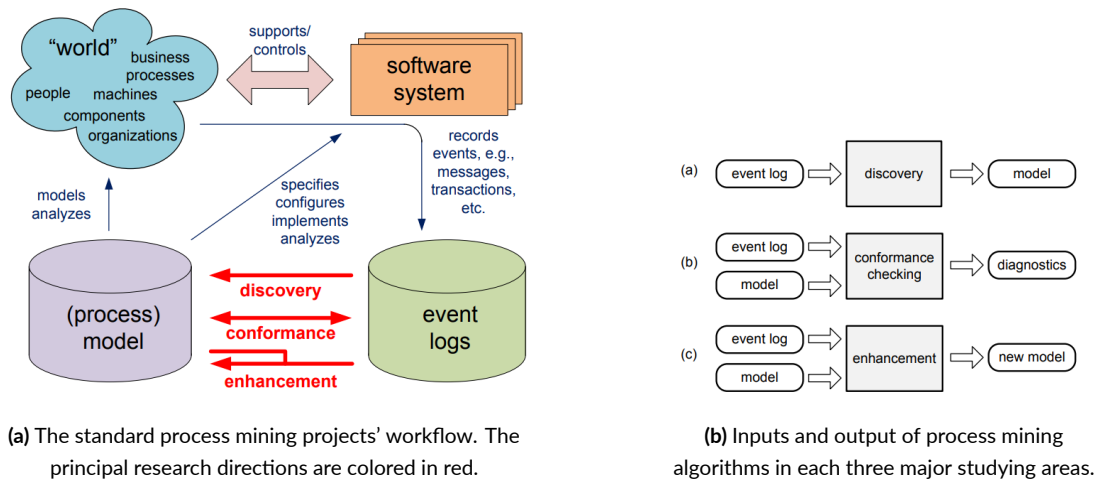 “world”
business
processes
people
machines
components
organizations
supports/
controls
software
system
records
events, e.g.,
messages,
transactions,
etc.
models
analyzes
specifies
configures
implements
analyzes
(process)
model
discovery
conformance
enhancement
event
logs
(a) The standard process mining projects’ workflow. The
principal research directions are colored in red.
(a)
event log
discovery
model
(b)
event log
model
conformance
checking
diagnostics
(c)
event log
model
enhancement
new model
(b) Inputs and output of process mining
algorithms in each three major studying areas.